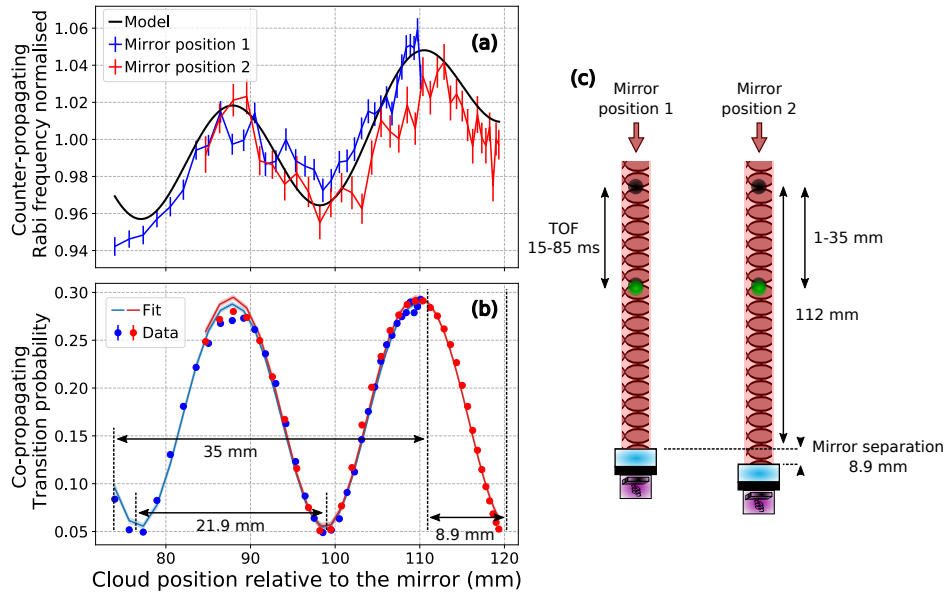 Counter-propagating
Rabi frequency normalised
1.06
1.04
1.02
1.00
0.98
0.96
0.94
Model
Mirror position 1
Mirror position 2
(a)
Co-propagating
Transition probability
0.30
0.25
0.20
0.15
0.10
0.05
Fit
Data
(b)
35 mm
21.9 mm
8.9 mm
80
90
100
110
120
Cloud position relative to the mirror (mm)
(c)
Mirror
position 1
Mirror
position 2
TOF
15-85 ms
1-35 mm
112 mm
Mirror separation
8.9 mm